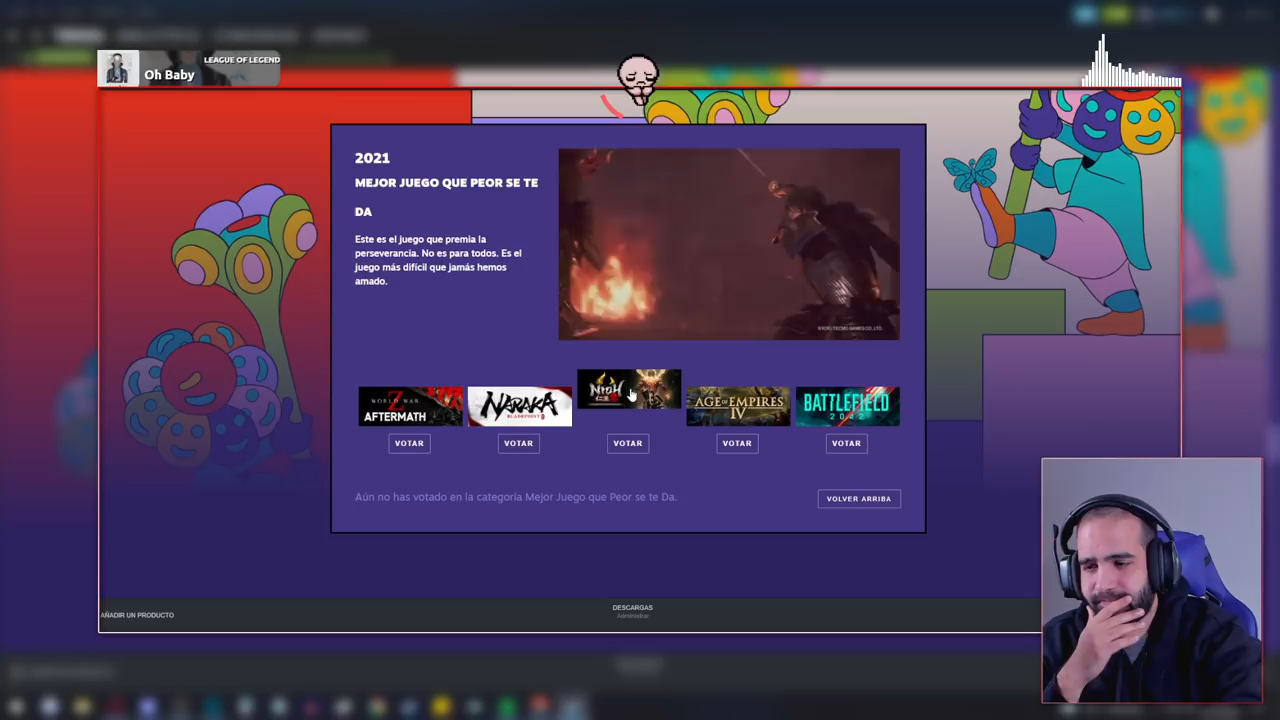 LEAGUE OF LEGEND
Oh Baby
2021
MEJOR JUEGO QUE PEOR SE TE
DA
Este es el juego que premia la
perseverancia. No es para todos. Es el
juego más difícil que jamás hemos
amado.
WORLD WAR
Z
AFTERMATH
NARAKA
BLADEPOINT
NIOH
AGE OF EMPIRES
IV
BATTLEFIELD
2042
VOTAR
VOTAR
VOTAR
VOTAR
VOTAR
Aún no has votado en la categoría Mejor Juego que Peor se te Da.
VOLVER ARRIBA
AÑADIR UN PRODUCTO
DESCARGAS
Administrar